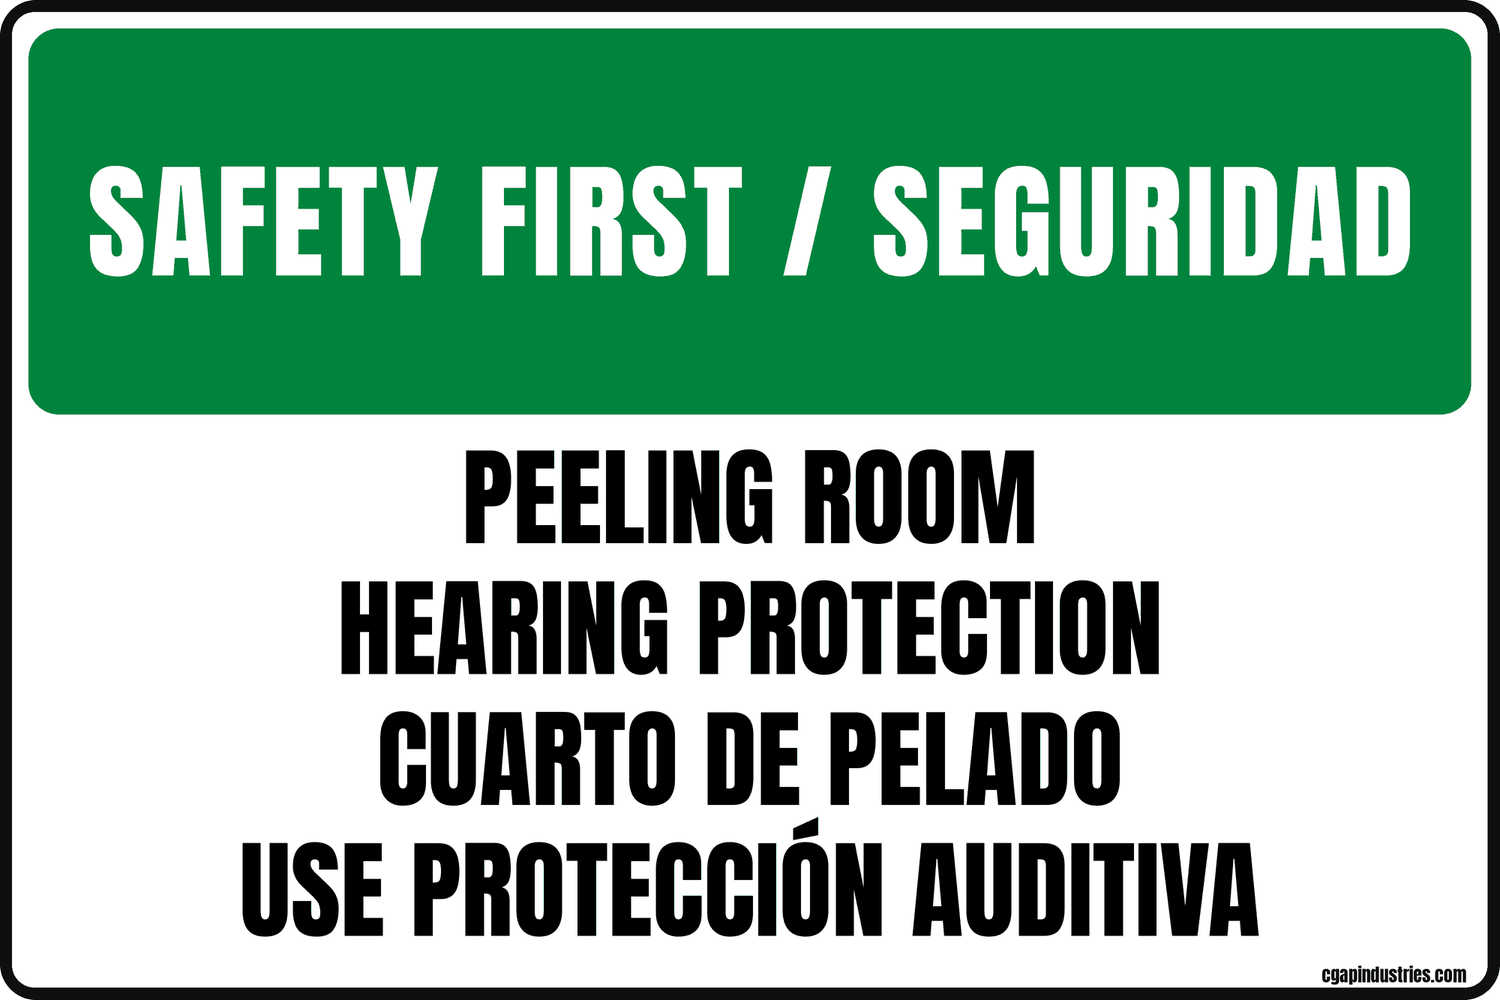 SAFETY FIRST / SEGURIDAD
PEELING ROOM
HEARING PROTECTION
CUARTO DE PELADO
USE PROTECCIÓN AUDITIVA
cgapindustries.com